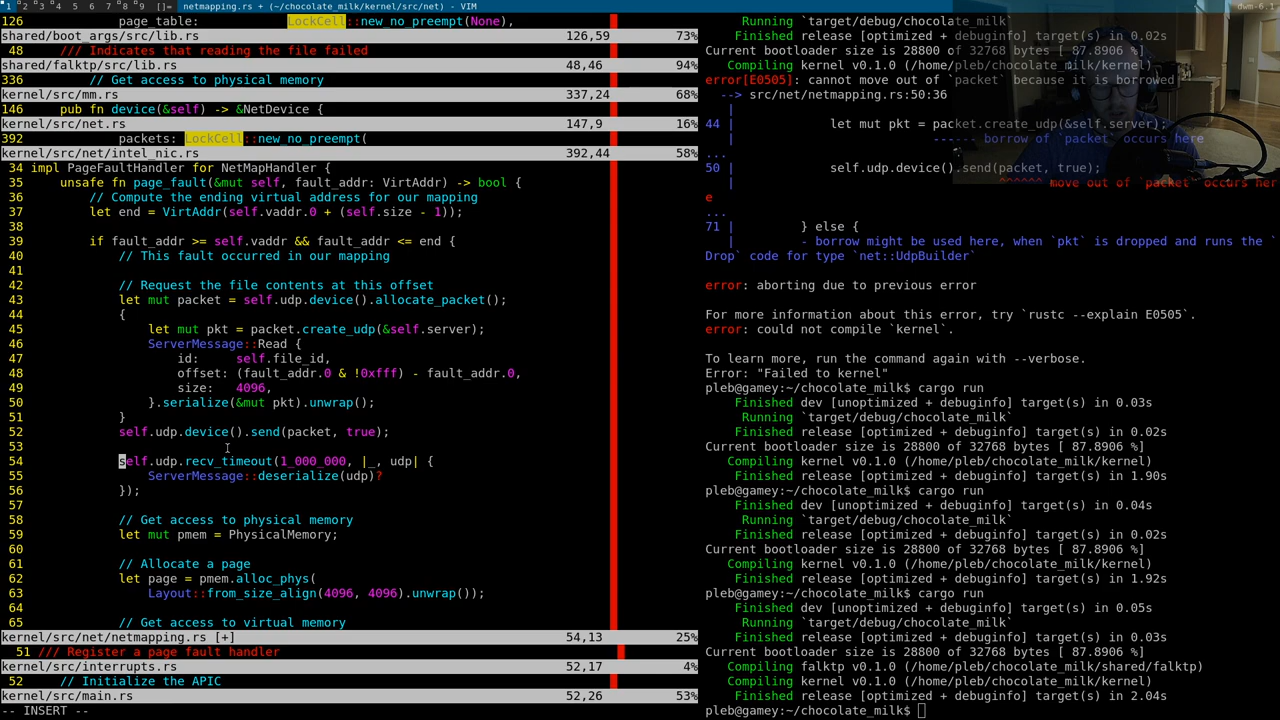 1 2 3 4 5 6 7 8 9 []= netmapping.rs + (~/chocolate_milk/kernel/src/net) - VIM dwm-6.1
126 page_table: LockCell::new_no_preempt(None),
shared/boot_args/src/lib.rs 126,59 73%
48 /// Indicates that reading the file failed
shared/falktp/src/lib.rs 48,46 94%
336 // Get access to physical memory
kernel/src/mm.rs 337,24 68%
146 pub fn device(&self) -> &NetDevice {
kernel/src/net.rs 147,9 16%
392 packets: LockCell::new_no_preempt(
kernel/src/net/intel_nic.rs 392,44 58%
34 impl PageFaultHandler for NetMapHandler {
35 unsafe fn page_fault(&mut self, fault_addr: VirtAddr) -> bool {
36 // Compute the ending virtual address for our mapping
37 let end = VirtAddr(self.vaddr.0 + (self.size - 1));
38
39 if fault_addr >= self.vaddr && fault_addr <= end {
40 // This fault occurred in our mapping
41
42 // Request the file contents at this offset
43 let mut packet = self.udp.device().allocate_packet();
44 {
45 let mut pkt = packet.create_udp(&self.server);
46 ServerMessage::Read {
47 id: self.file_id,
48 offset: (fault_addr.0 & !0xfff) - fault_addr.0,
49 size: 4096,
50 }.serialize(&mut pkt).unwrap();
51 }
52 self.udp.device().send(packet, true);
53
54 self.udp.recv_timeout(1_000_000, |_, udp| {
55 ServerMessage::deserialize(udp)?
56 });
57
58 // Get access to physical memory
59 let mut pmem = PhysicalMemory;
60
61 // Allocate a page
62 let page = pmem.alloc_phys(
63 Layout::from_size_align(4096, 4096).unwrap());
64
65 // Get access to virtual memory
kernel/src/net/netmapping.rs [+] 54,13 25%
51 /// Register a page fault handler
kernel/src/interrupts.rs 52,17 4%
52 // Initialize the APIC
kernel/src/main.rs 52,26 53%
-- INSERT --
Running `target/debug/chocolate_milk`
Finished release [optimized + debuginfo] target(s) in 0.02s
Current bootloader size is 28800 of 32768 bytes [ 87.8906 %]
Compiling kernel v0.1.0 (/home/pleb/chocolate_milk/kernel)
error[E0505]: cannot move out of `packet` because it is borrowed
--> src/net/netmapping.rs:50:36
|
44 | let mut pkt = packet.create_udp(&self.server);
| ------ borrow of `packet` occurs here
...
50 | self.udp.device().send(packet, true);
| ^^^^^^ move out of `packet` occurs her
e
...
71 | } else {
| - borrow might be used here, when `pkt` is dropped and runs the `
Drop` code for type `net::UdpBuilder`
error: aborting due to previous error
For more information about this error, try `rustc --explain E0505`.
error: could not compile `kernel`.
To learn more, run the command again with --verbose.
Error: "Failed to kernel"
pleb@gamey:~/chocolate_milk$ cargo run
Finished dev [unoptimized + debuginfo] target(s) in 0.03s
Running `target/debug/chocolate_milk`
Finished release [optimized + debuginfo] target(s) in 0.02s
Current bootloader size is 28800 of 32768 bytes [ 87.8906 %]
Compiling kernel v0.1.0 (/home/pleb/chocolate_milk/kernel)
Finished release [optimized + debuginfo] target(s) in 1.90s
pleb@gamey:~/chocolate_milk$ cargo run
Finished dev [unoptimized + debuginfo] target(s) in 0.04s
Running `target/debug/chocolate_milk`
Finished release [optimized + debuginfo] target(s) in 0.02s
Current bootloader size is 28800 of 32768 bytes [ 87.8906 %]
Compiling kernel v0.1.0 (/home/pleb/chocolate_milk/kernel)
Finished release [optimized + debuginfo] target(s) in 1.92s
pleb@gamey:~/chocolate_milk$ cargo run
Finished dev [unoptimized + debuginfo] target(s) in 0.05s
Running `target/debug/chocolate_milk`
Finished release [optimized + debuginfo] target(s) in 0.03s
Current bootloader size is 28800 of 32768 bytes [ 87.8906 %]
Compiling falktp v0.1.0 (/home/pleb/chocolate_milk/shared/falktp)
Compiling kernel v0.1.0 (/home/pleb/chocolate_milk/kernel)
Finished release [optimized + debuginfo] target(s) in 2.04s
pleb@gamey:~/chocolate_milk$